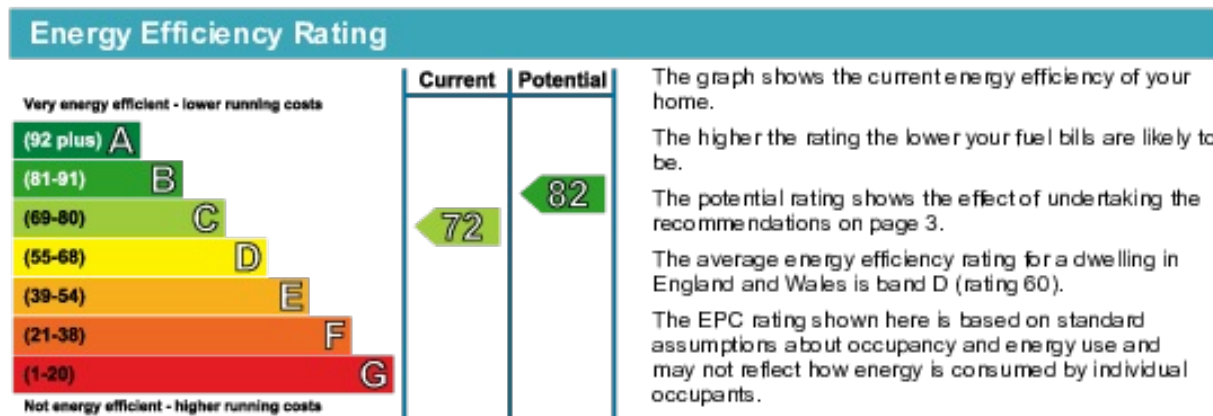 Energy Efficiency Rating
Current Potential
Very energy efficient - lower running costs
(92 plus) A
(81-91) B
82
(69-80) C
72
(55-68) D
(39-54) E
(21-38) F
(1-20) G
Not energy efficient - higher running costs
The graph shows the current energy efficiency of your
home.
The higher the rating the lower your fuel bills are likely to
be.
The potential rating shows the effect of undertaking the
recommendations on page 3.
The average energy efficiency rating for a dwelling in
England and Wales is band D (rating 60).
The EPC rating shown here is based on standard
assumptions about occupancy and energy use and
may not reflect how energy is consumed by individual
occupants.